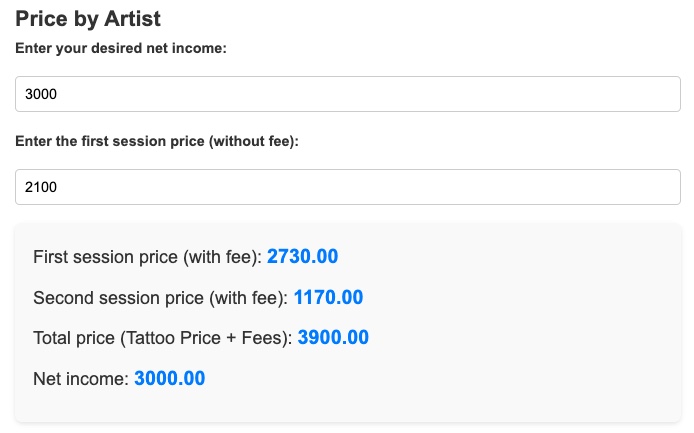 Price by Artist
Enter your desired net income:
3000
Enter the first session price (without fee):
2100
First session price (with fee): 2730.00
Second session price (with fee): 1170.00
Total price (Tattoo Price + Fees): 3900.00
Net income: 3000.00